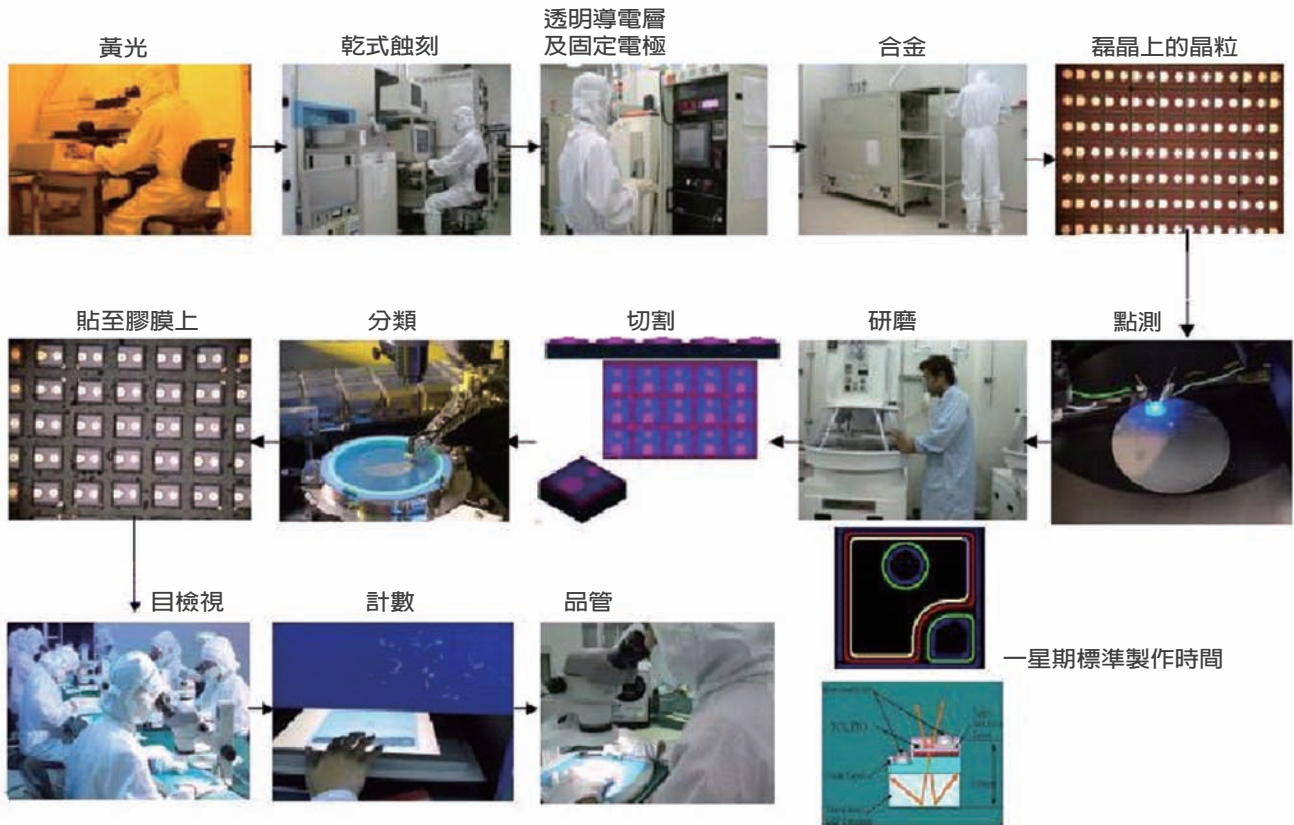 黃光
乾式蝕刻
透明導電層
及固定電極
合金
磊晶上的晶粒
點測
研磨
切割
分類
貼至膠膜上
目檢視
計數
品管
一星期標準製作時間